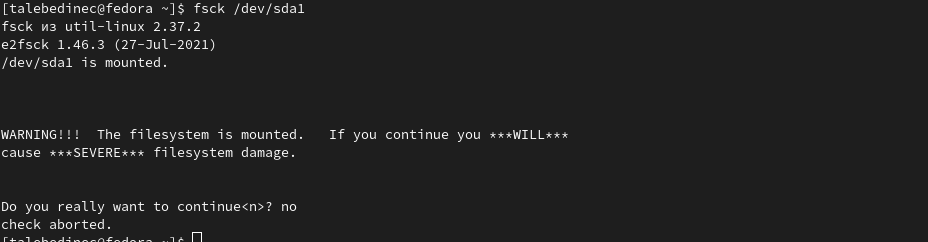 [talebedinec@fedora ~]$ fsck /dev/sda1
fsck из util-linux 2.37.2
e2fsck 1.46.3 (27-Jul-2021)
/dev/sda1 is mounted.
WARNING!!!  The filesystem is mounted.   If you continue you ***WILL***
cause ***SEVERE*** filesystem damage.
Do you really want to continue<n>? no
check aborted.
[talebedinec@fedora ~]$